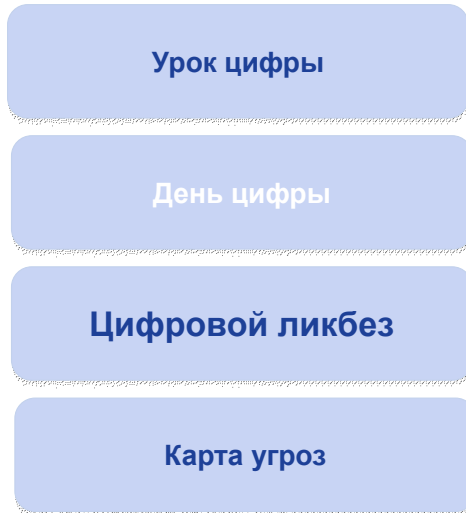 Урок цифры
День цифры
Цифровой ликбез
Карта угроз